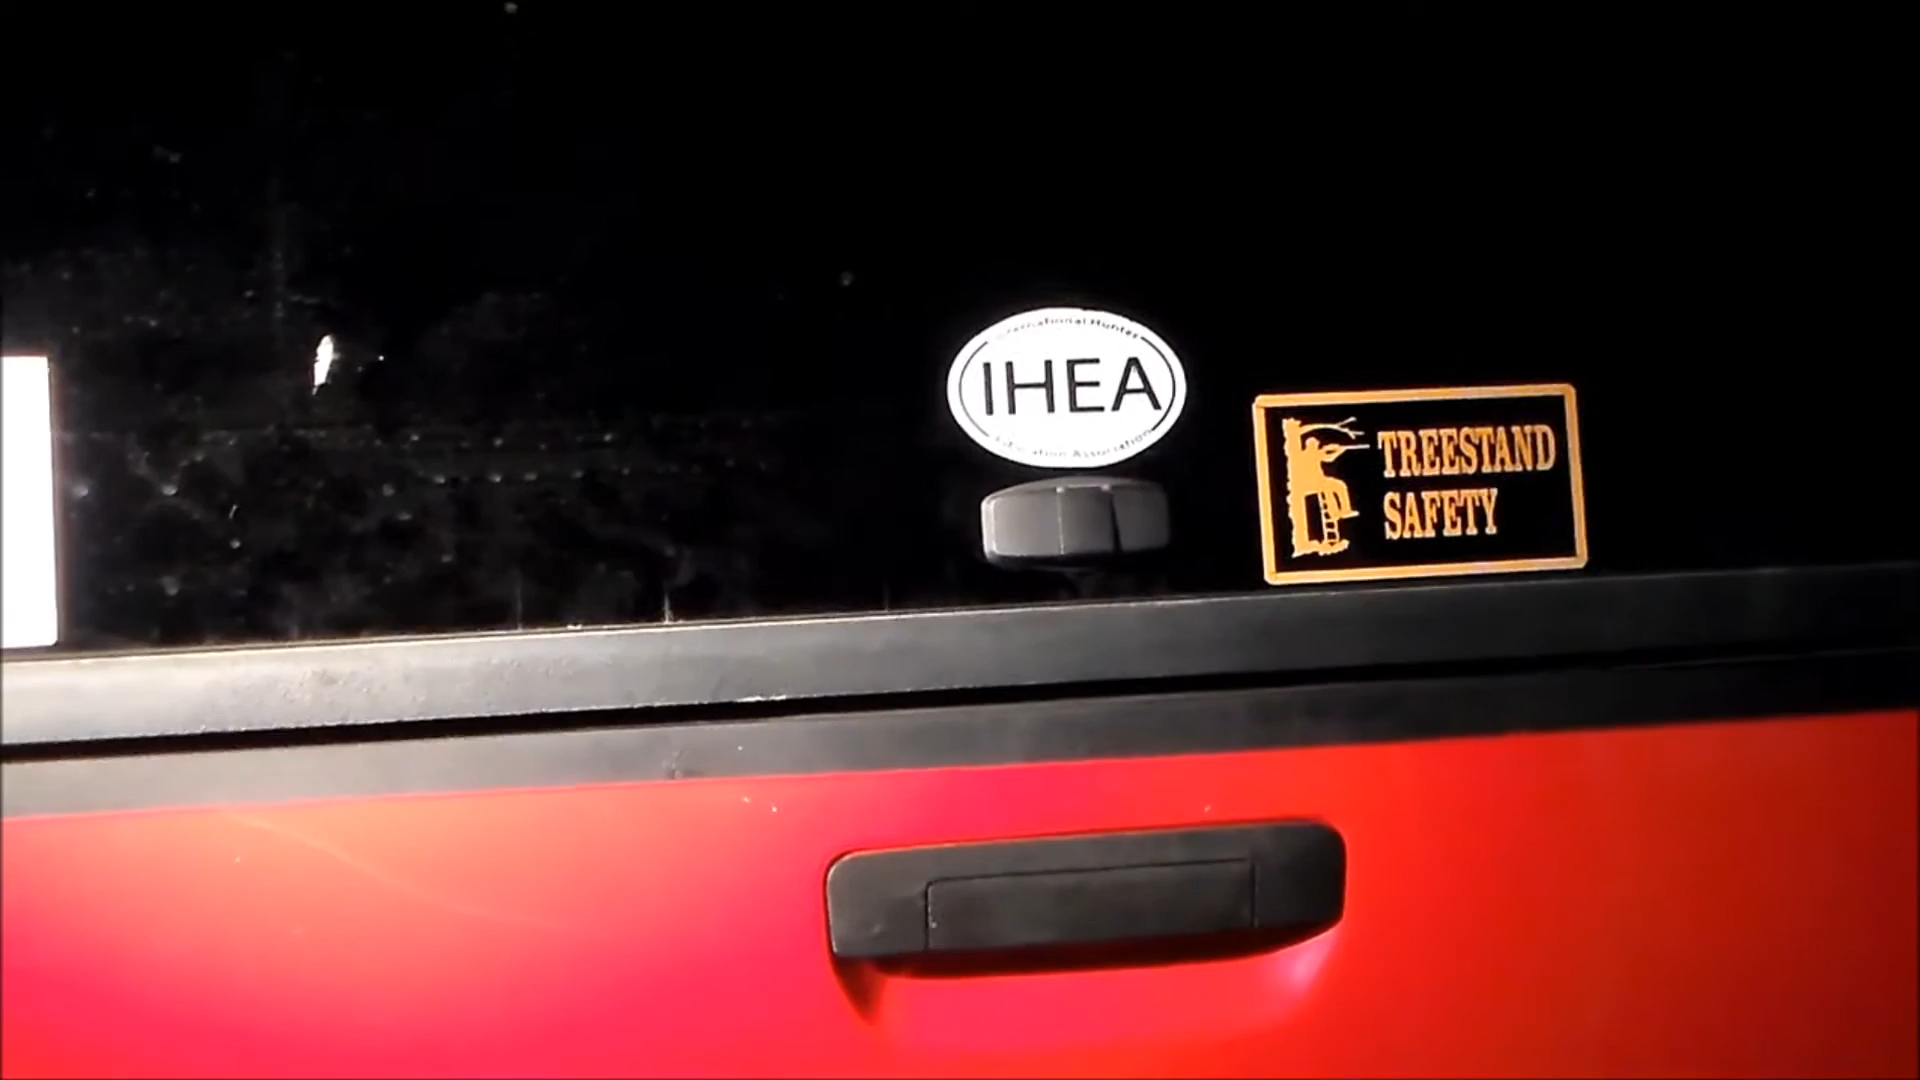 International Hunter
IHEA
Education Association
TREESTAND
SAFETY